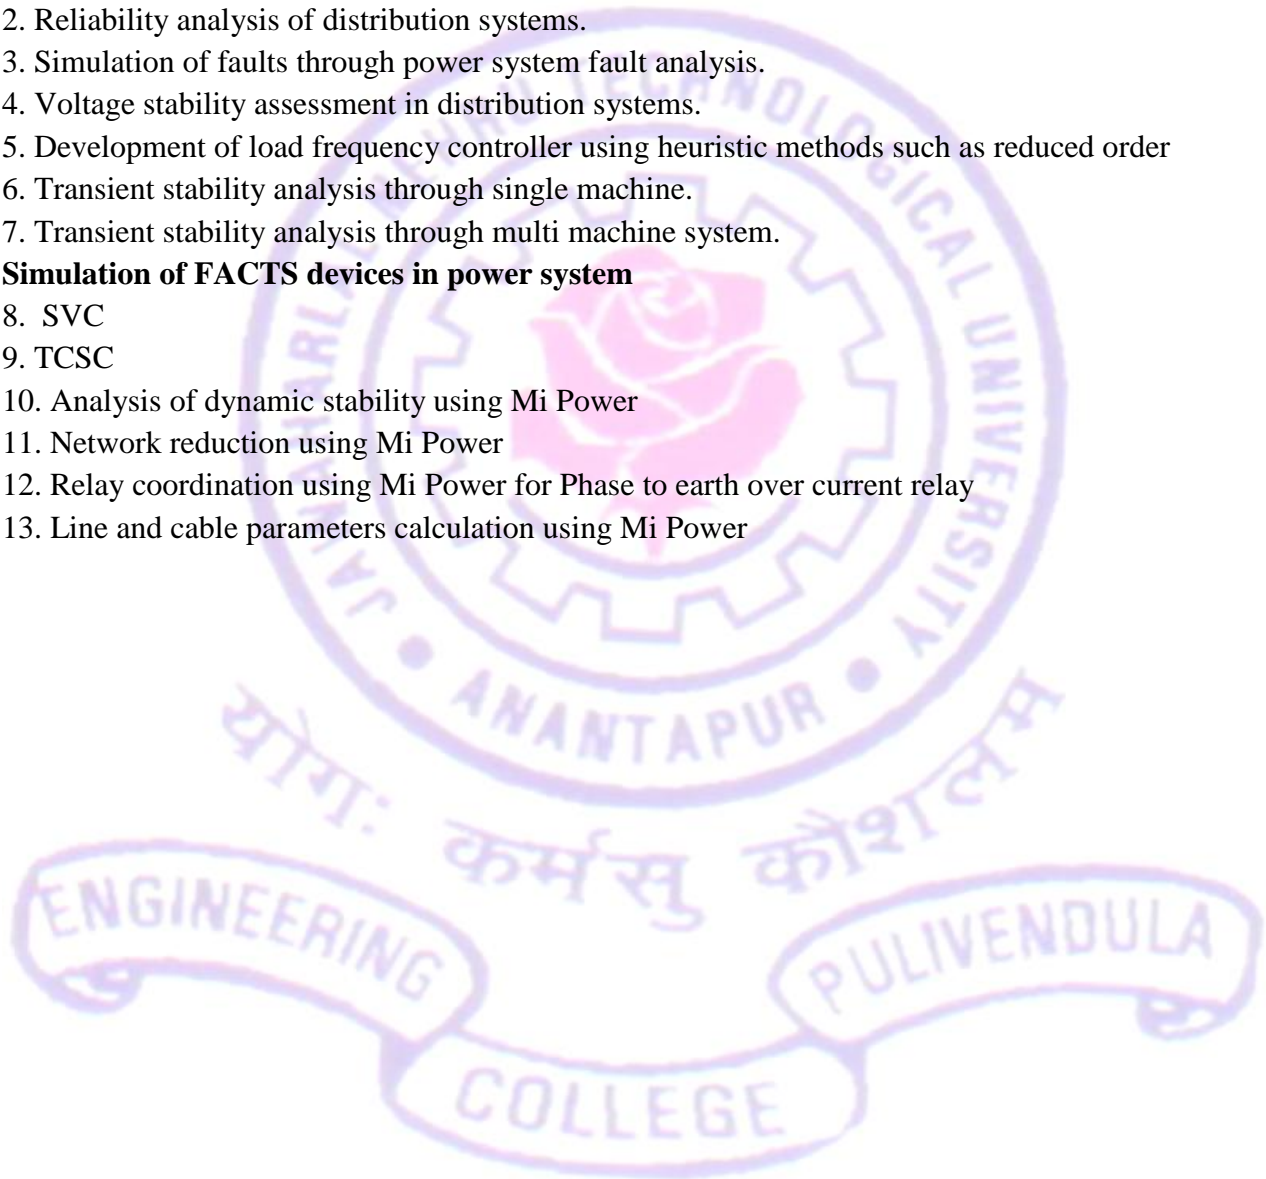 2. Reliability analysis of distribution systems.
3. Simulation of faults through power system fault analysis.
4. Voltage stability assessment in distribution systems.
5. Development of load frequency controller using heuristic methods such as reduced order
6. Transient stability analysis through single machine.
7. Transient stability analysis through multi machine system.
Simulation of FACTS devices in power system
8. SVC
9. TCSC
10. Analysis of dynamic stability using Mi Power
11. Network reduction using Mi Power
12. Relay coordination using Mi Power for Phase to earth over current relay
13. Line and cable parameters calculation using Mi Power
JAWAHARLAL NEHRU TECHNOLOGICAL UNIVERSITY
ANANTAPUR
योग: कर्मसु कौशलम
ENGINEERING
COLLEGE
PULIVENDULA